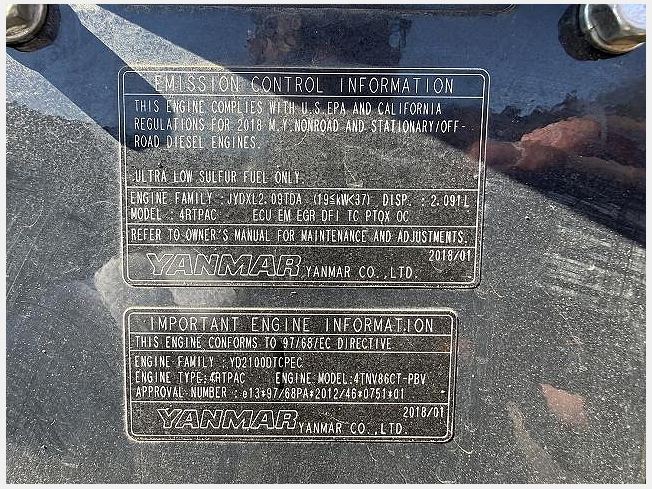 EMISSION CONTROL INFORMATION
THIS ENGINE COMPLIES WITH U.S.EPA AND CALIFORNIA
REGULATIONS FOR 2018 M.Y.NONROAD AND STATIONARY/OFF-
ROAD DIESEL ENGINES.
ULTRA LOW SULFUR FUEL ONLY.
ENGINE FAMILY : JYDXL2.09TDA (19≤kW<37) DISP. : 2.091L
MODEL : 4RTPAC ECU EM EGR DFI TC PTOX OC
REFER TO OWNER'S MANUAL FOR MAINTENANCE AND ADJUSTMENTS.
2018/01
YANMAR YANMAR CO.,LTD.
IMPORTANT ENGINE INFORMATION
THIS ENGINE CONFORMS TO 97/68/EC DIRECTIVE.
ENGINE FAMILY : YD2100DTCPEC
ENGINE TYPE:4RTPAC ENGINE MODEL:4TNV86CT-PBV
APPROVAL NUMBER : e13*97/68PA*2012/46*0751*01
2018/01
YANMAR YANMAR CO.,LTD.